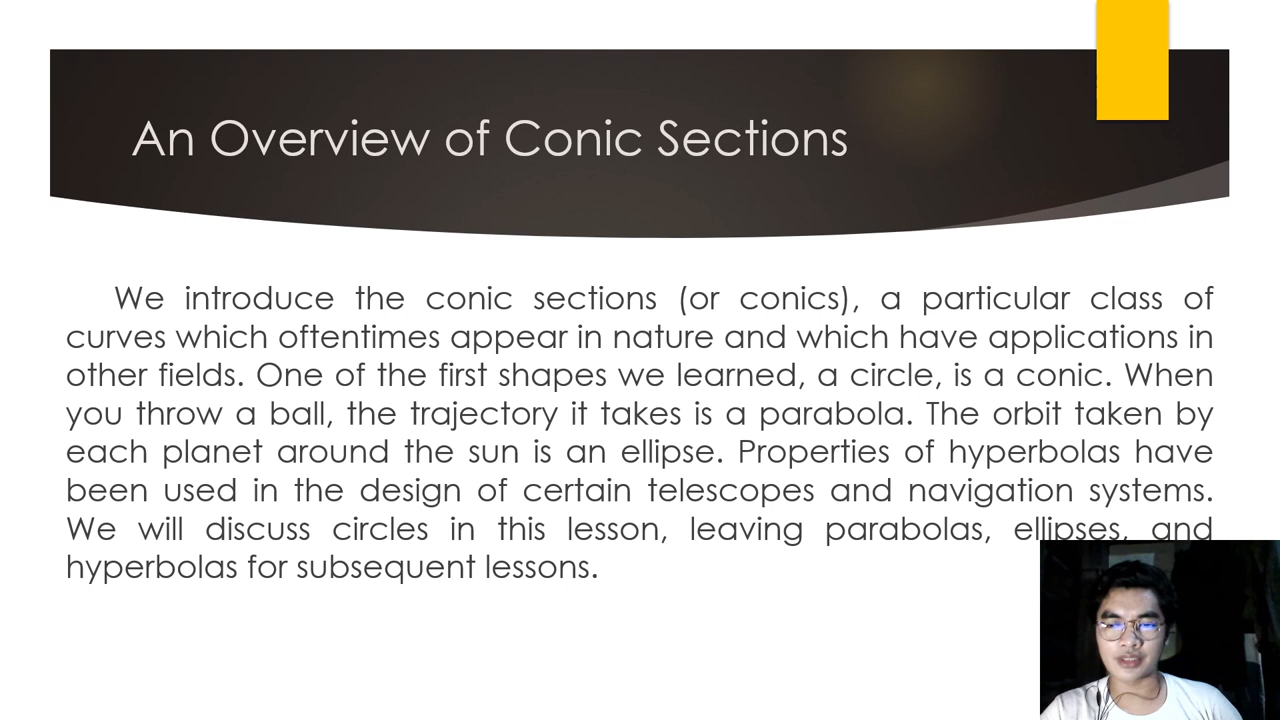 An Overview of Conic Sections
We introduce the conic sections (or conics), a particular class of
curves which oftentimes appear in nature and which have applications in
other fields. One of the first shapes we learned, a circle, is a conic. When
you throw a ball, the trajectory it takes is a parabola. The orbit taken by
each planet around the sun is an ellipse. Properties of hyperbolas have
been used in the design of certain telescopes and navigation systems.
We will discuss circles in this lesson, leaving parabolas, ellipses, and
hyperbolas for subsequent lessons.